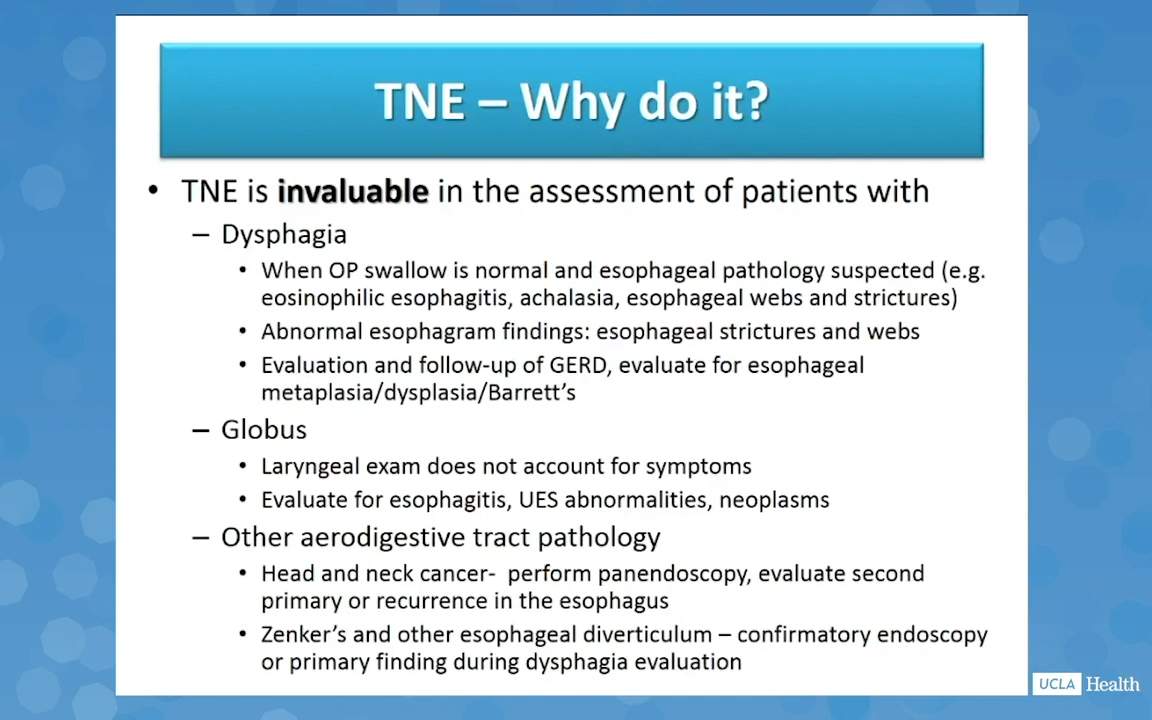 TNE – Why do it?
• TNE is invaluable in the assessment of patients with
– Dysphagia
• When OP swallow is normal and esophageal pathology suspected (e.g.
eosinophilic esophagitis, achalasia, esophageal webs and strictures)
• Abnormal esophagram findings: esophageal strictures and webs
• Evaluation and follow-up of GERD, evaluate for esophageal
metaplasia/dysplasia/Barrett’s
– Globus
• Laryngeal exam does not account for symptoms
• Evaluate for esophagitis, UES abnormalities, neoplasms
– Other aerodigestive tract pathology
• Head and neck cancer-  perform panendoscopy, evaluate second
primary or recurrence in the esophagus
• Zenker’s and other esophageal diverticulum – confirmatory endoscopy
or primary finding during dysphagia evaluation
UCLA Health